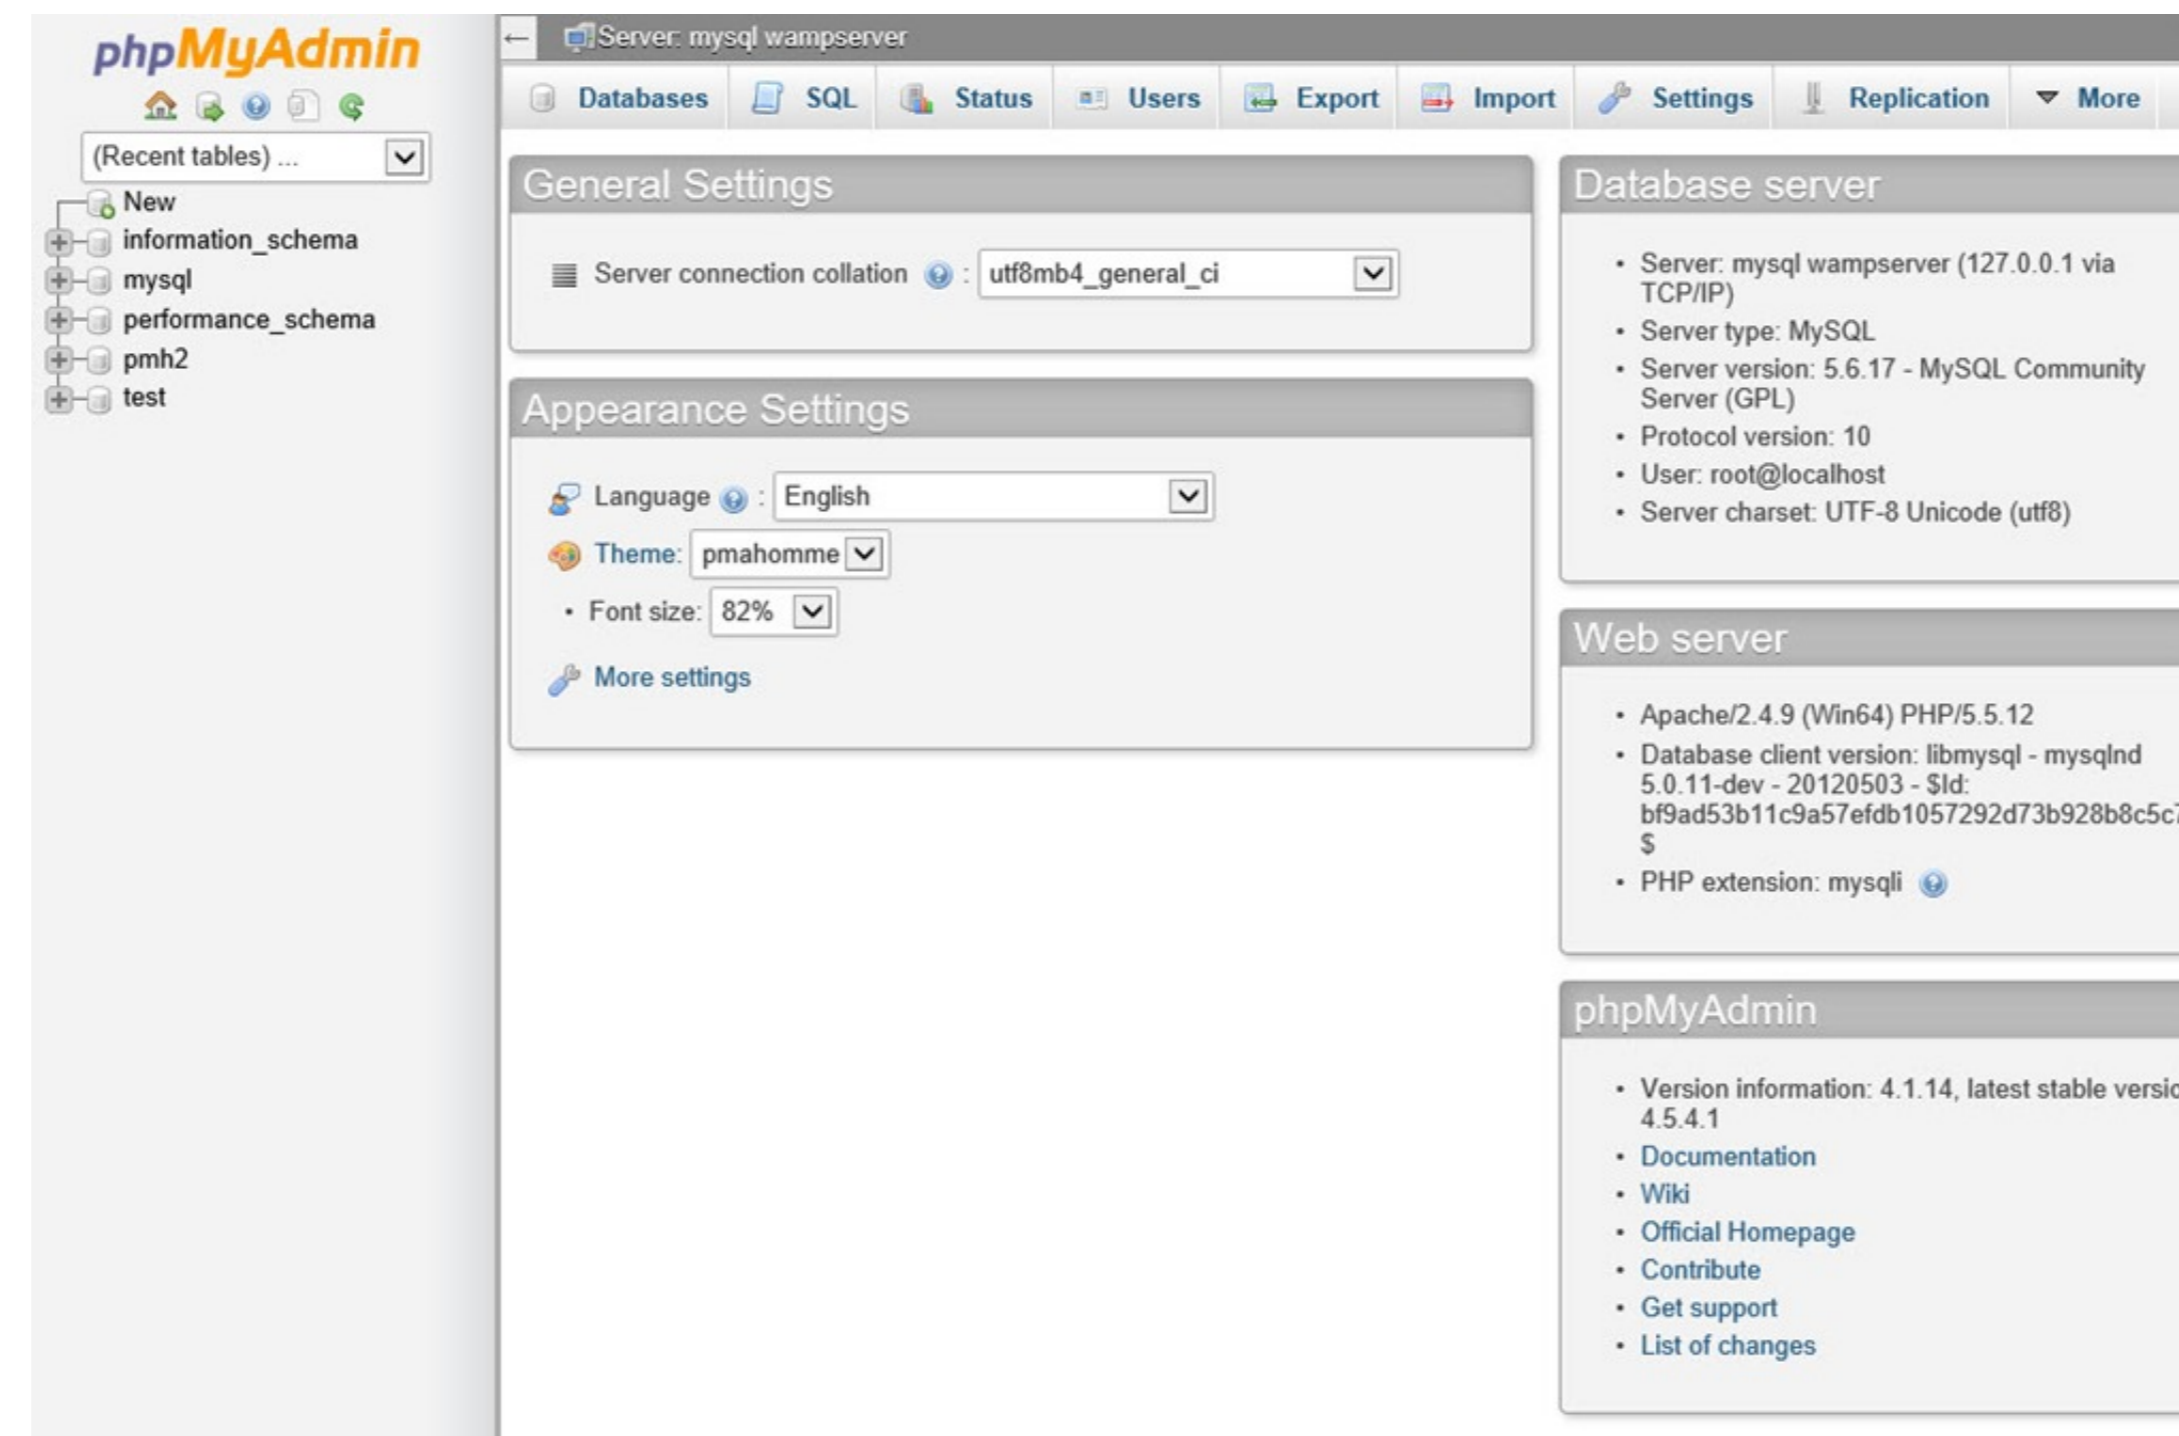 phpMyAdmin
(Recent tables) ...
New
information_schema
mysql
performance_schema
pmh2
test
Server: mysql wampserver
Databases SQL Status Users Export Import Settings Replication More
General Settings
Server connection collation : utf8mb4_general_ci
Appearance Settings
Language : English
Theme: pmahomme
• Font size: 82%
More settings
Database server
• Server: mysql wampserver (127.0.0.1 via
TCP/IP)
• Server type: MySQL
• Server version: 5.6.17 - MySQL Community
Server (GPL)
• Protocol version: 10
• User: root@localhost
• Server charset: UTF-8 Unicode (utf8)
Web server
• Apache/2.4.9 (Win64) PHP/5.5.12
• Database client version: libmysql - mysqlnd
5.0.11-dev - 20120503 - $Id:
bf9ad53b11c9a57efdb1057292d73b928b8c5c7
$
• PHP extension: mysqli
phpMyAdmin
• Version information: 4.1.14, latest stable versio
4.5.4.1
• Documentation
• Wiki
• Official Homepage
• Contribute
• Get support
• List of changes